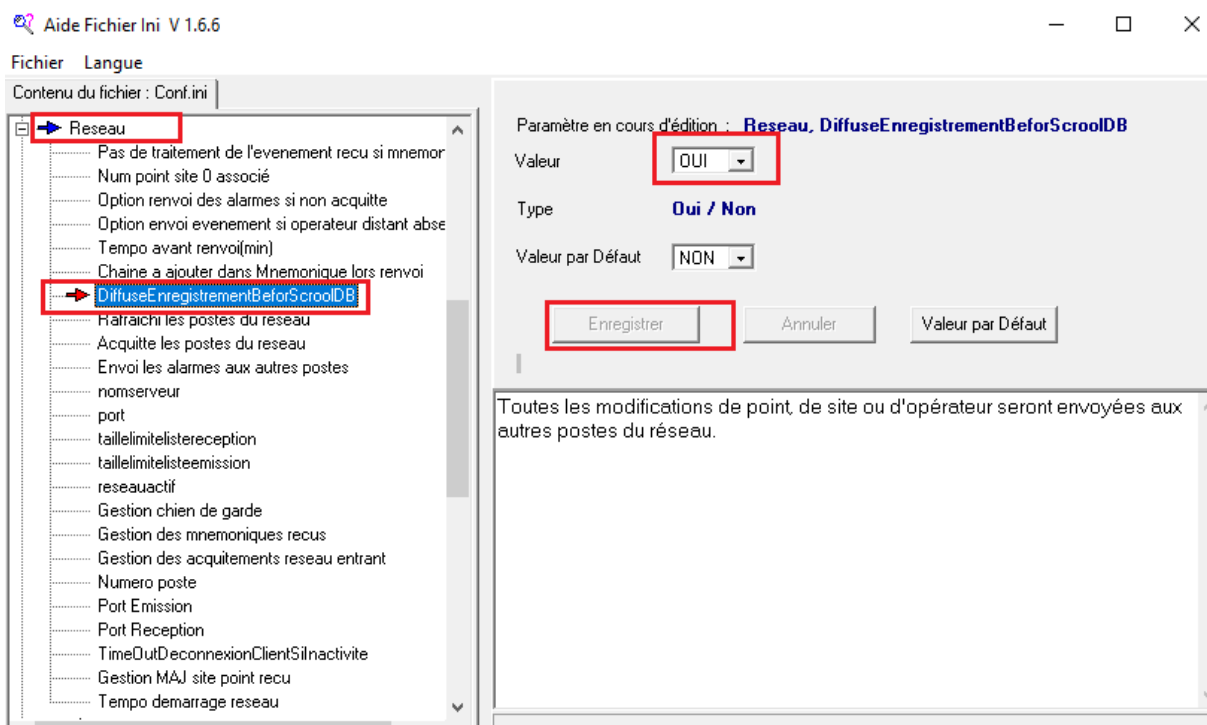 Aide Fichier Ini V 1.6.6
Fichier Langue
Contenu du fichier : Conf.ini
Reseau
Pas de traitement de l'evenement recu si mnemor
Num point site 0 associé
Option renvoi des alarmes si non acquitte
Option envoi evenement si operateur distant abse
Tempo avant renvoi(min)
Chaine a ajouter dans Mnemonique lors renvoi
DiffuseEnregistrementBeforScroolDB
Rafraichi les postes du reseau
Acquitte les postes du reseau
Envoi les alarmes aux autres postes
nomserveur
port
taillelimitelistereception
taillelimitelisteemission
reseauactif
Gestion chien de garde
Gestion des mnemoniques recus
Gestion des acquitements reseau entrant
Numero poste
Port Emission
Port Reception
TimeOutDeconnexionClientSiInactivite
Gestion MAJ site point recu
Tempo demarrage reseau
Paramètre en cours d'édition : Reseau, DiffuseEnregistrementBeforScroolDB
Valeur OUI
Type Oui / Non
Valeur par Défaut NON
Enregistrer Annuler Valeur par Défaut
Toutes les modifications de point, de site ou d'opérateur seront envoyées aux
autres postes du réseau.